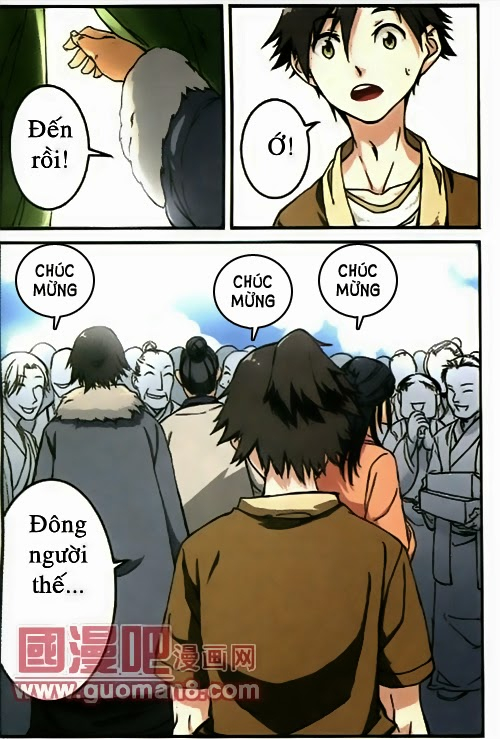 Đến
rồi!
Ớ!
CHÚC
MỪNG
CHÚC
MỪNG
CHÚC
MỪNG
Đông
người
thế...
國漫吧漫画网
www.guoman8.com